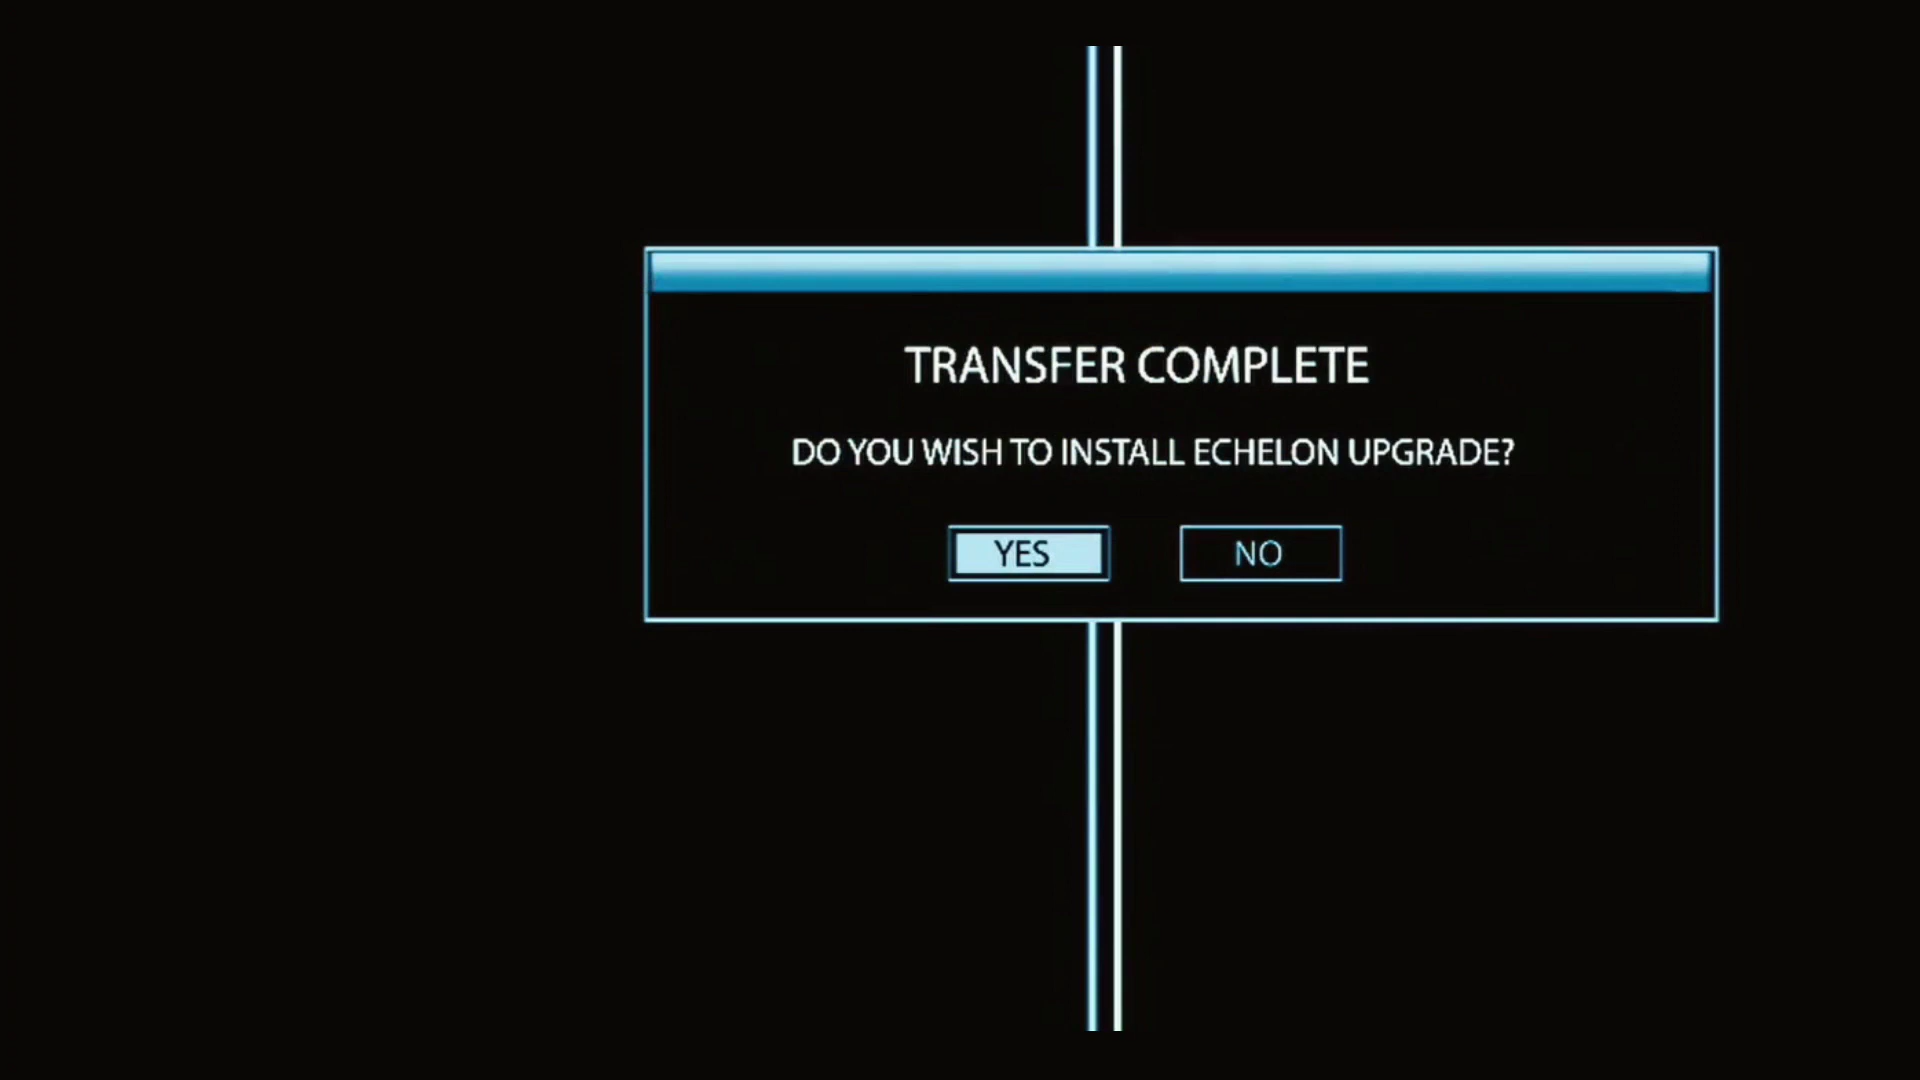 TRANSFER COMPLETE
DO YOU WISH TO INSTALL ECHELON UPGRADE?
YES NO